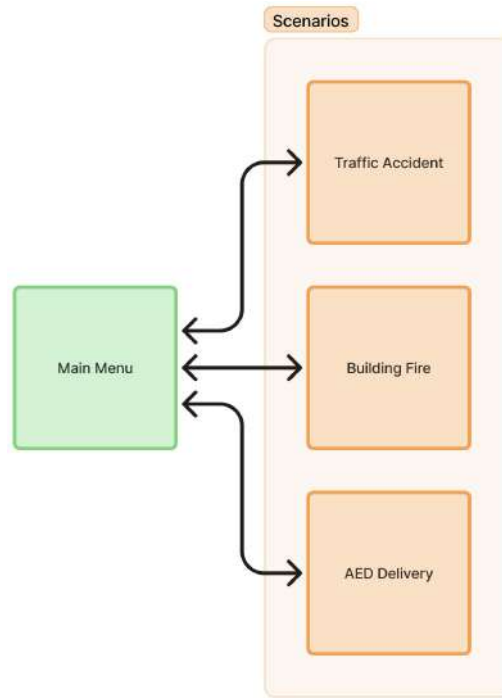 Scenarios
Traffic Accident
Main Menu
Building Fire
AED Delivery